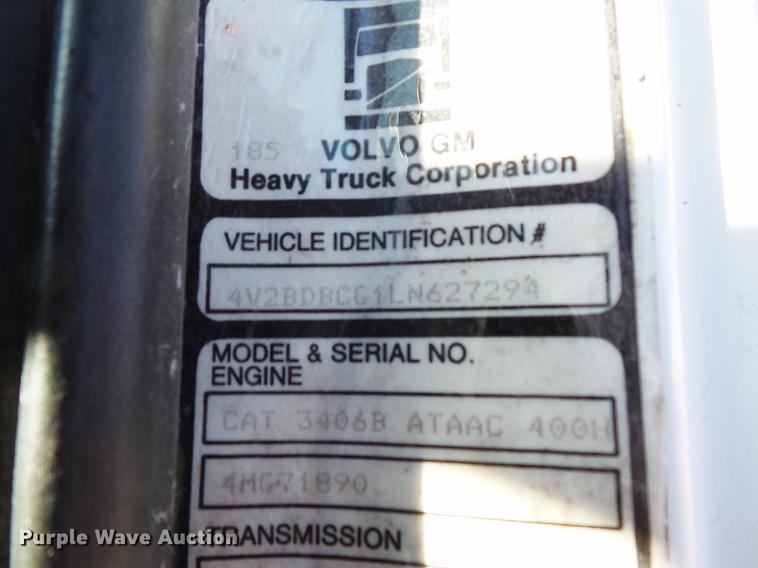 185 VOLVO GM
Heavy Truck Corporation
VEHICLE IDENTIFICATION #
4V2BDBCG1LN627294
MODEL & SERIAL NO.
ENGINE
CAT 3406B ATAAC 400H
4MG71890
TRANSMISSION
Purple Wave Auction